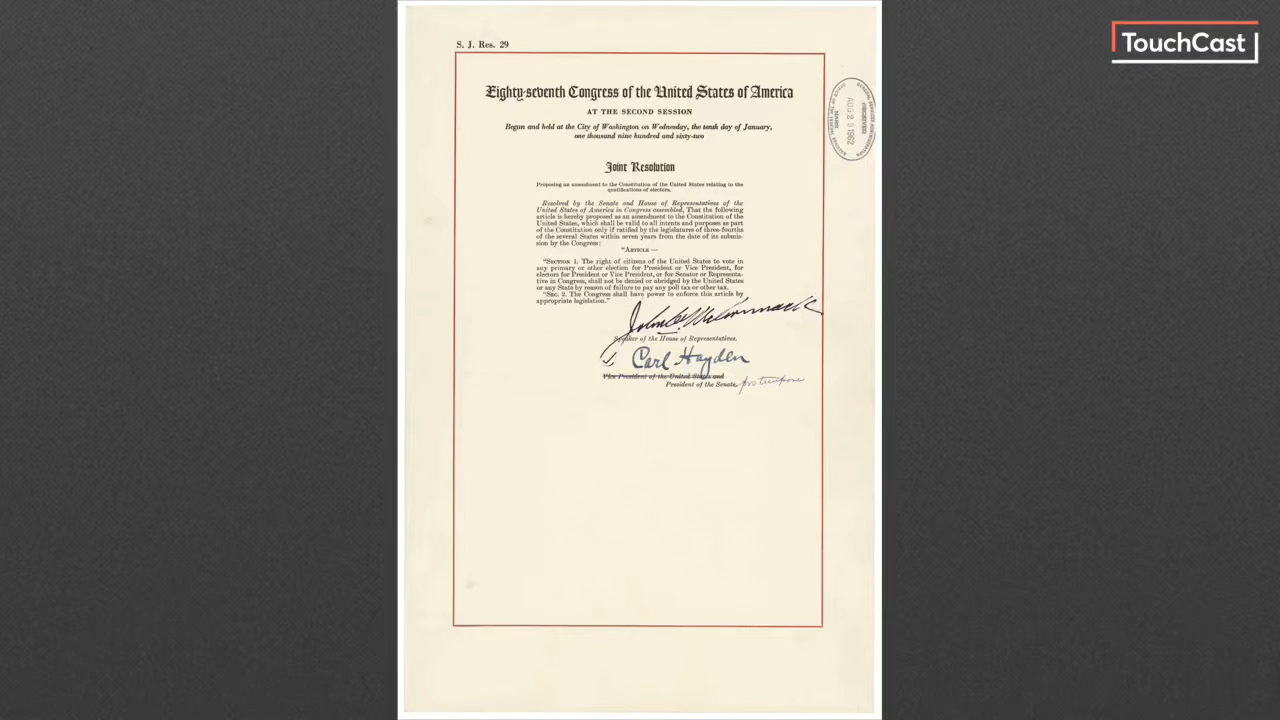 TouchCast
S. J. Res. 29
Eighty-seventh Congress of the United States of America
AT THE SECOND SESSION
Begun and held at the City of Washington on Wednesday, the tenth day of January,
one thousand nine hundred and sixty-two
AUG 29 1962
Joint Resolution
Proposing an amendment to the Constitution of the United States relating to the
qualifications of electors.
Resolved by the Senate and House of Representatives of the
United States of America in Congress assembled, That the following
article is hereby proposed as an amendment to the Constitution of the
United States, which shall be valid to all intents and purposes as part
of the Constitution only if ratified by the legislatures of three-fourths
of the several States within seven years from the date of its submis-
sion by the Congress:
"ARTICLE —
"SECTION 1. The right of citizens of the United States to vote in
any primary or other election for President or Vice President, for
electors for President or Vice President, or for Senator or Representa-
tive in Congress, shall not be denied or abridged by the United States
or any State by reason of failure to pay any poll tax or other tax.
"SEC. 2. The Congress shall have power to enforce this article by
appropriate legislation."
John W. McCormack
Speaker of the House of Representatives.
Carl Hayden
Vice President of the United States and
President of the Senate. pro tempore